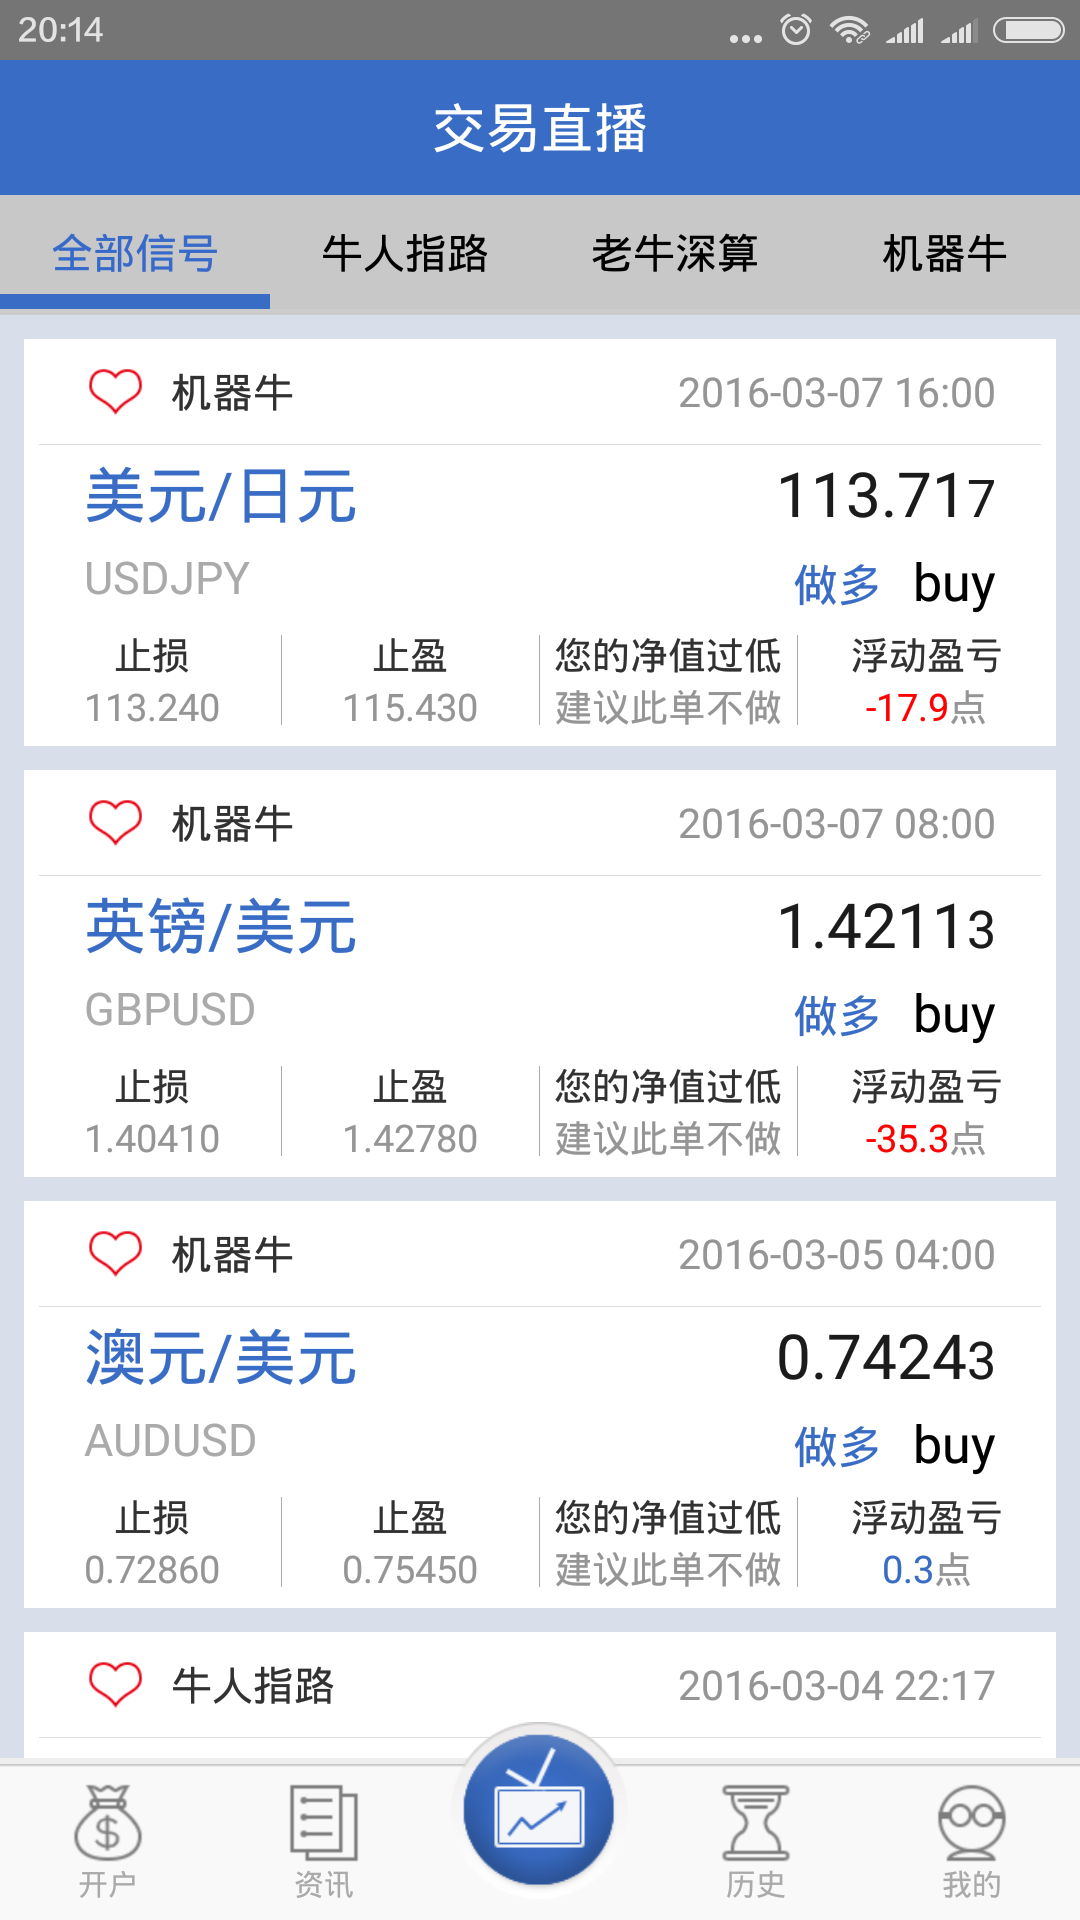 20:14
交易直播
全部信号 牛人指路 老牛深算 机器牛
机器牛 2016-03-07 16:00
美元/日元 113.717
USDJPY 做多 buy
止损 止盈 您的净值过低 浮动盈亏
113.240 115.430 建议此单不做 -17.9点
机器牛 2016-03-07 08:00
英镑/美元 1.42113
GBPUSD 做多 buy
止损 止盈 您的净值过低 浮动盈亏
1.40410 1.42780 建议此单不做 -35.3点
机器牛 2016-03-05 04:00
澳元/美元 0.74243
AUDUSD 做多 buy
止损 止盈 您的净值过低 浮动盈亏
0.72860 0.75450 建议此单不做 0.3点
牛人指路 2016-03-04 22:17
开户 资讯 历史 我的